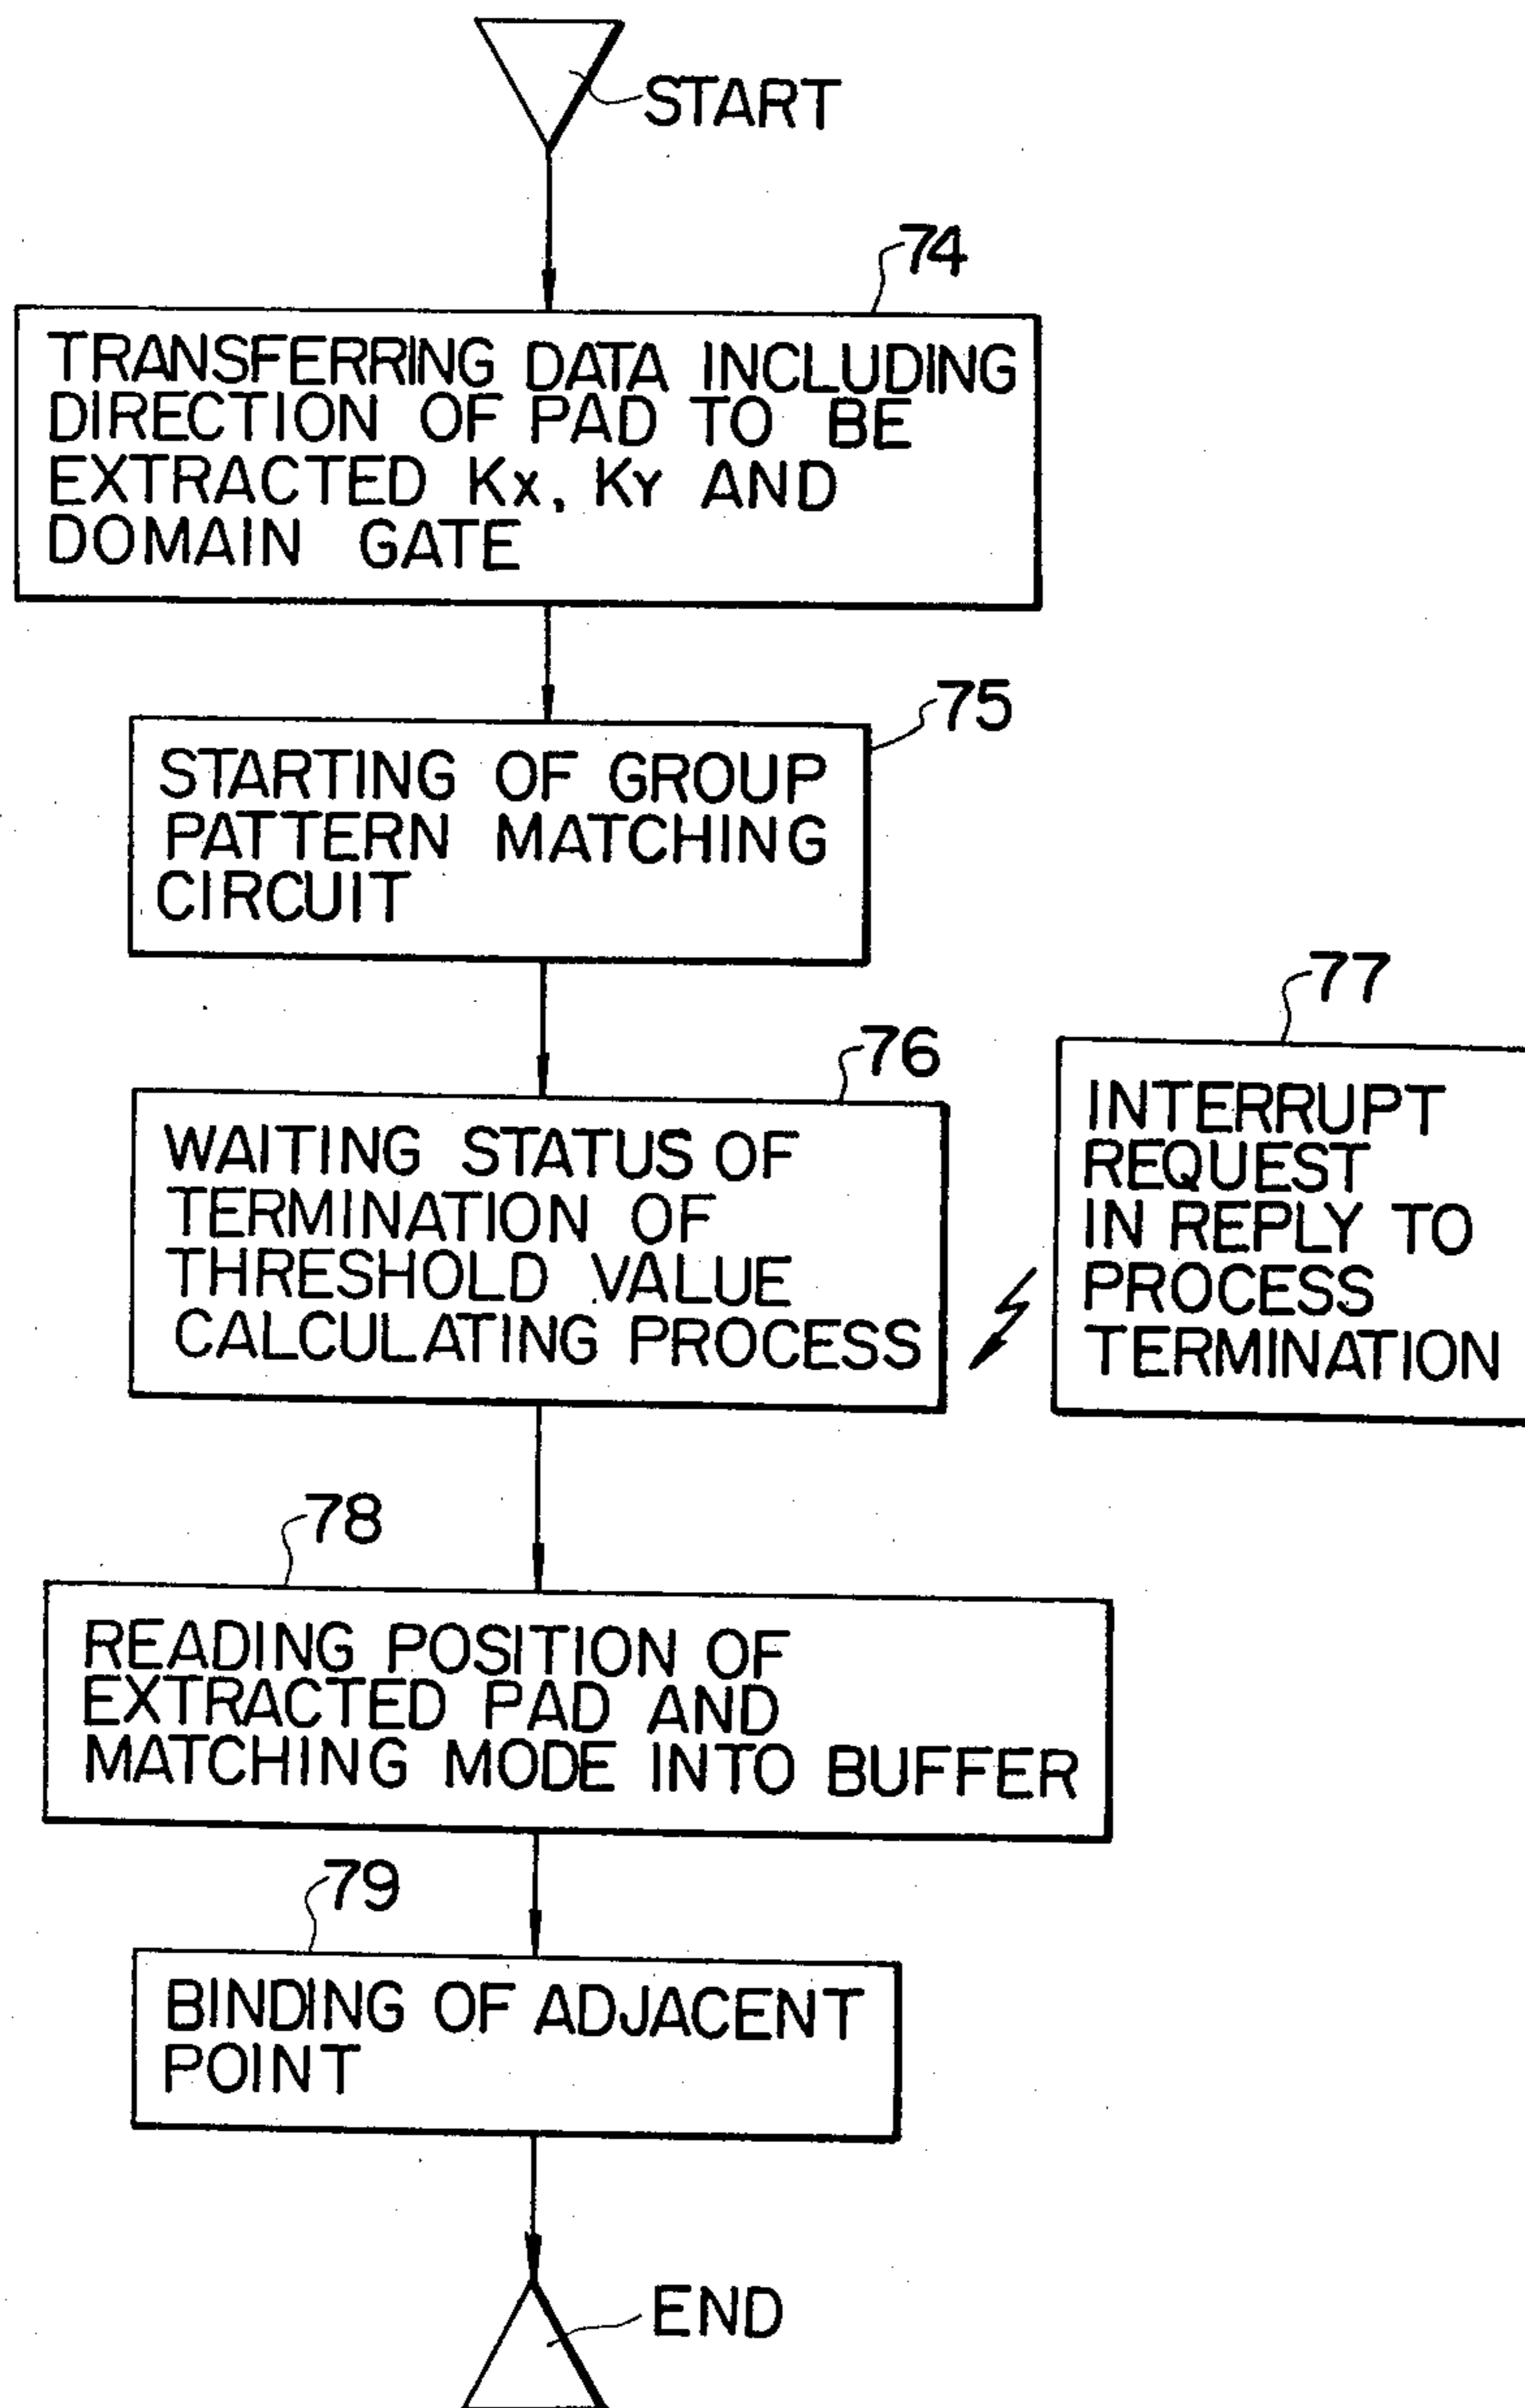 START
74
TRANSFERRING DATA INCLUDING
DIRECTION OF PAD TO BE
EXTRACTED Kx, KY AND
DOMAIN GATE
75
STARTING OF GROUP
PATTERN MATCHING
CIRCUIT
76
WAITING STATUS OF
TERMINATION OF
THRESHOLD VALUE
CALCULATING PROCESS
77
INTERRUPT
REQUEST
IN REPLY TO
PROCESS
TERMINATION
78
READING POSITION OF
EXTRACTED PAD AND
MATCHING MODE INTO BUFFER
79
BINDING OF ADJACENT
POINT
END